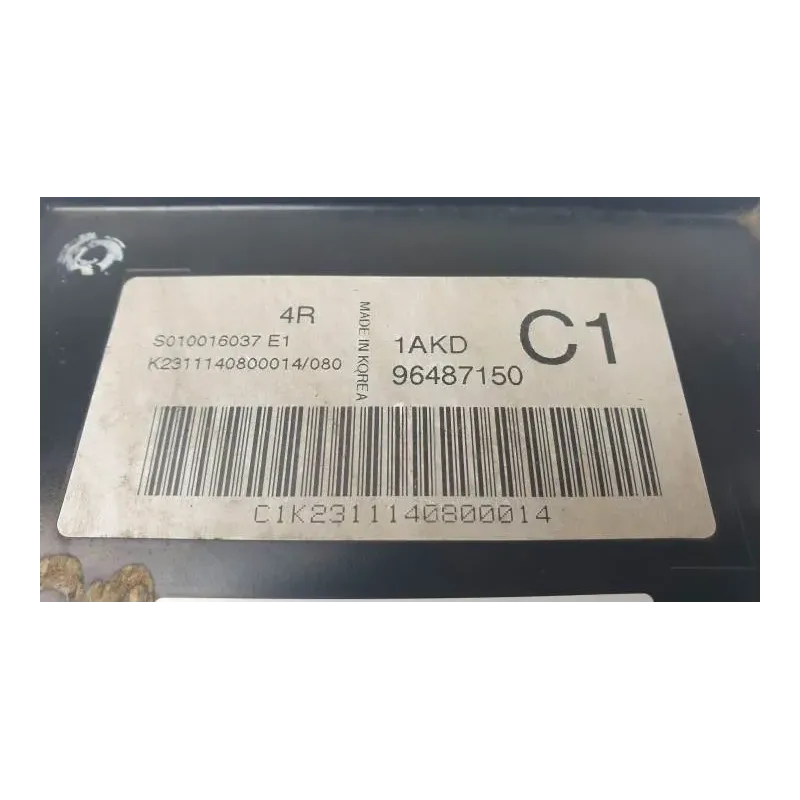 4R
S010016037 E1
K2311140800014/080
MADE IN KOREA
1AKD
96487150
C1
C1K2311140800014